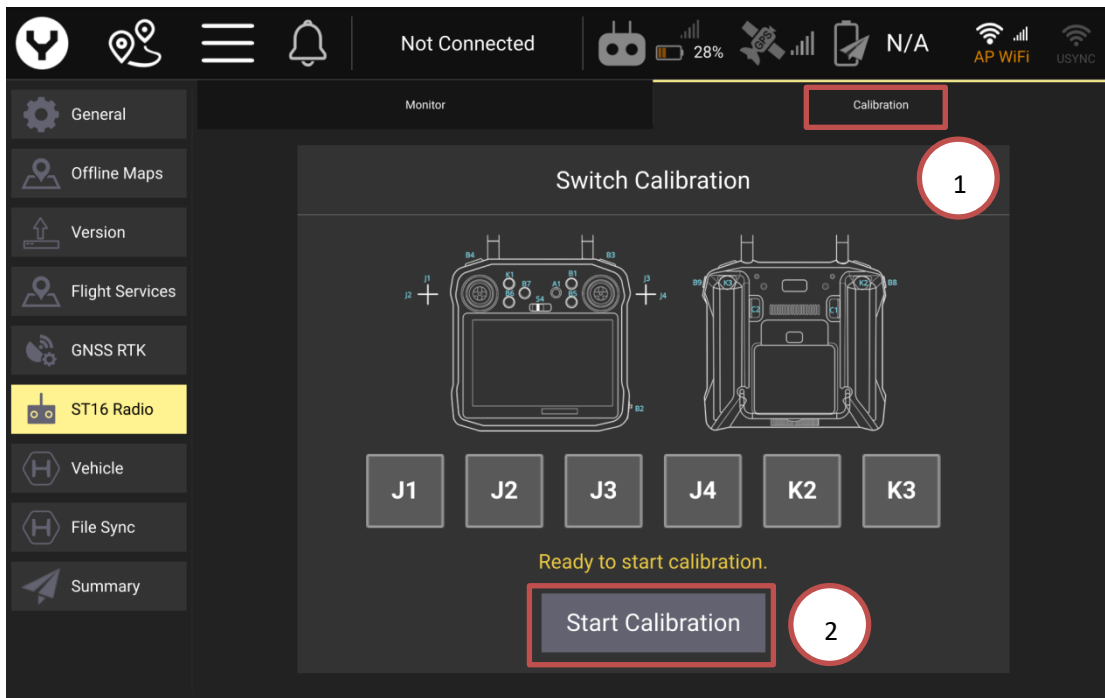 Not Connected
28%
GPS
N/A
AP WiFi
USYNC
General
Offline Maps
Version
Flight Services
GNSS RTK
ST16 Radio
Vehicle
File Sync
Summary
Monitor
Calibration
1
Switch Calibration
B4
B3
J1
J2
K1
B7
B6
S4
A1
B1
B5
J3
J4
B2
B9
K3
K2
B8
C2
C1
J1 J2 J3 J4 K2 K3
Ready to start calibration.
Start Calibration
2